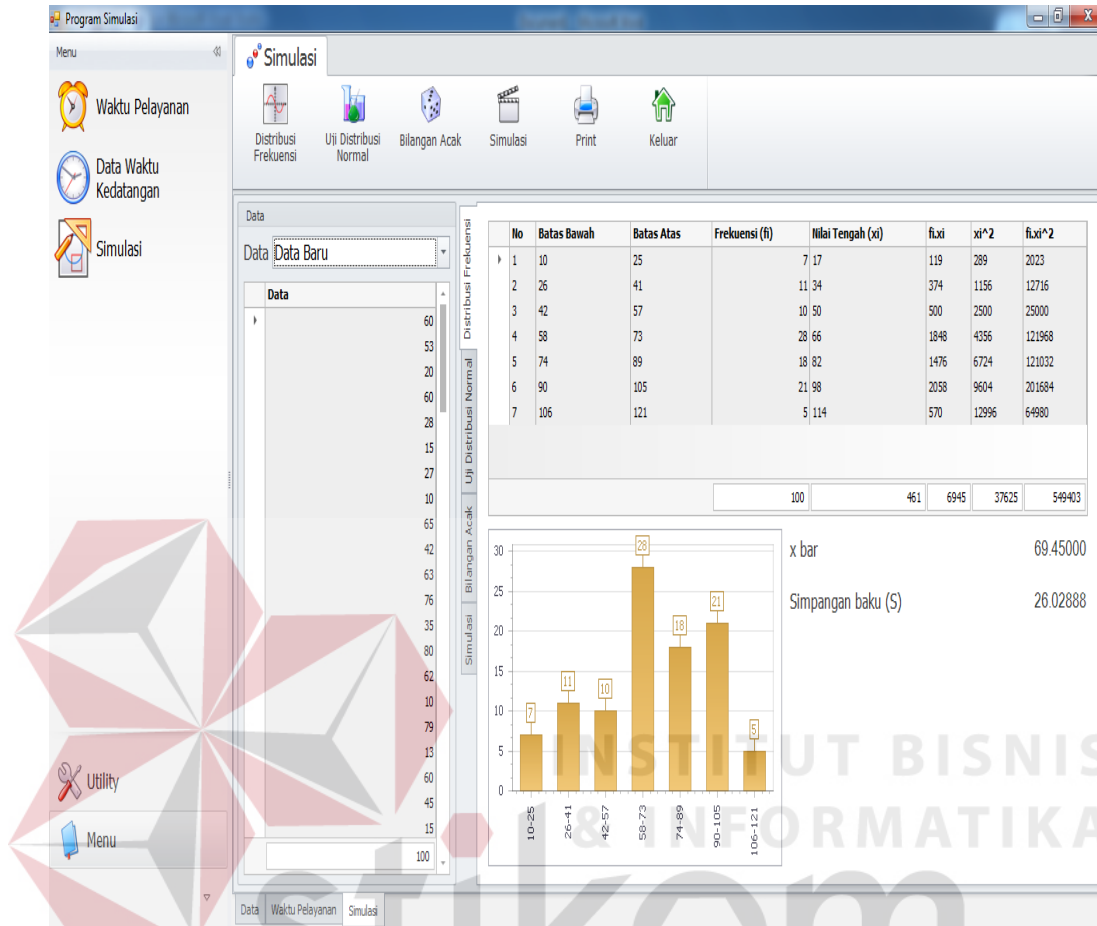 Program Simulasi
Menu
Waktu Pelayanan
Data Waktu
Kedatangan
Simulasi
Utility
Menu
Simulasi
Distribusi
Frekuensi
Uji Distribusi
Normal
Bilangan Acak
Simulasi
Print
Keluar
Data
Data Data Baru
Data
60
53
20
60
28
15
27
10
65
42
63
76
35
80
62
10
79
13
60
45
15
100
Distribusi Frekuensi
Uji Distribusi Normal
Bilangan Acak
Simulasi
No Batas Bawah Batas Atas Frekuensi (fi) Nilai Tengah (xi) fi.xi xi^2 fi.xi^2
1 10 25 7 17 119 289 2023
2 26 41 11 34 374 1156 12716
3 42 57 10 50 500 2500 25000
4 58 73 28 66 1848 4356 121968
5 74 89 18 82 1476 6724 121032
6 90 105 21 98 2058 9604 201684
7 106 121 5 114 570 12996 64980
100 461 6945 37625 549403
30
25
20
15
10
5
0
7
11
10
28
18
21
5
10-25
26-41
42-57
58-73
74-89
90-105
106-121
x bar 69.45000
Simpangan baku (S) 26.02888
INSTITUT BISNIS
& INFORMATIKA
stikom
Data Waktu Pelayanan Simulasi